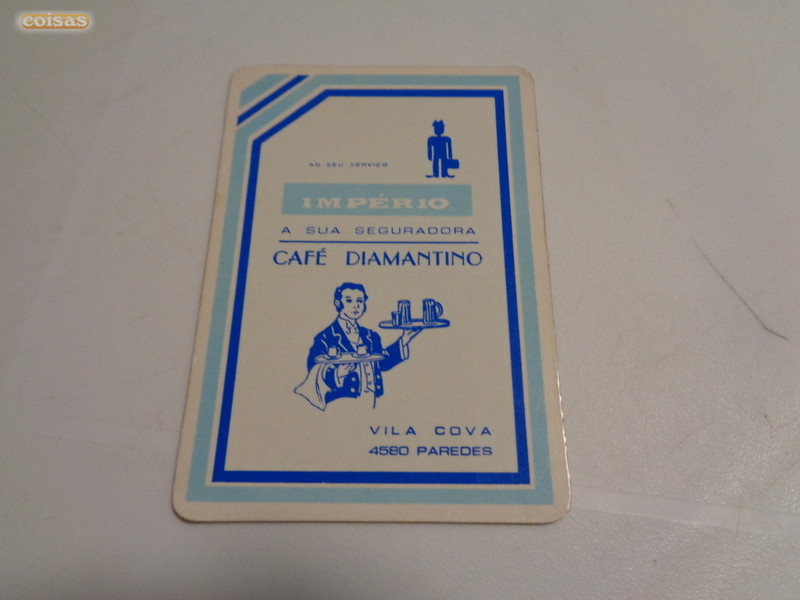 coisas
AO SEU SERVIÇO
IMPÉRIO
A SUA SEGURADORA
CAFÉ DIAMANTINO
VILA COVA
4580 PAREDES